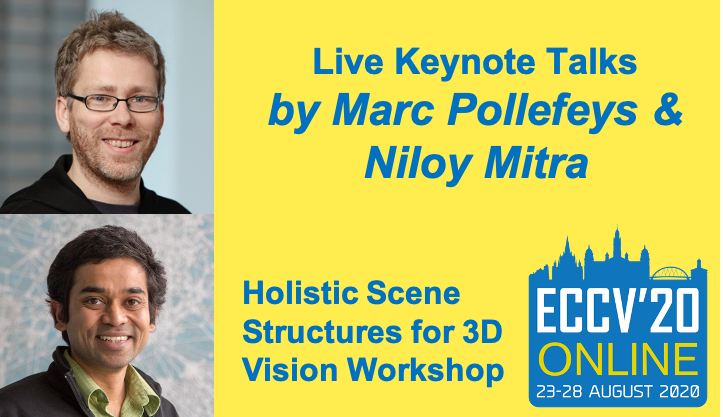 Live Keynote Talks
by Marc Pollefeys &
Niloy Mitra
Holistic Scene
Structures for 3D
Vision Workshop
ECCV'20
ONLINE
23-28 AUGUST 2020